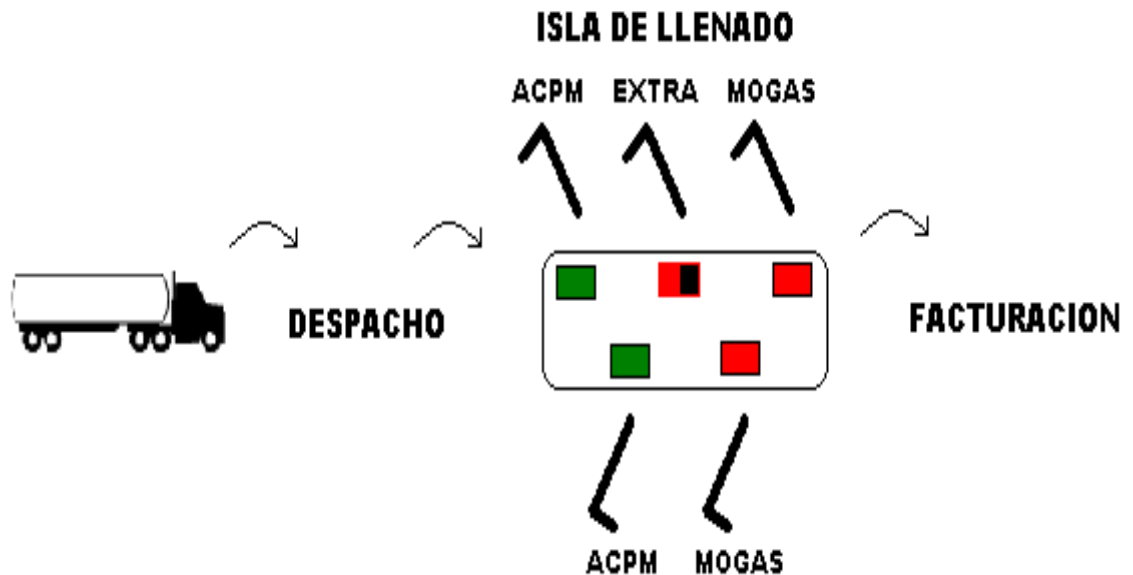 ISLA DE LLENADO
ACPM EXTRA MOGAS
DESPACHO
FACTURACION
ACPM MOGAS